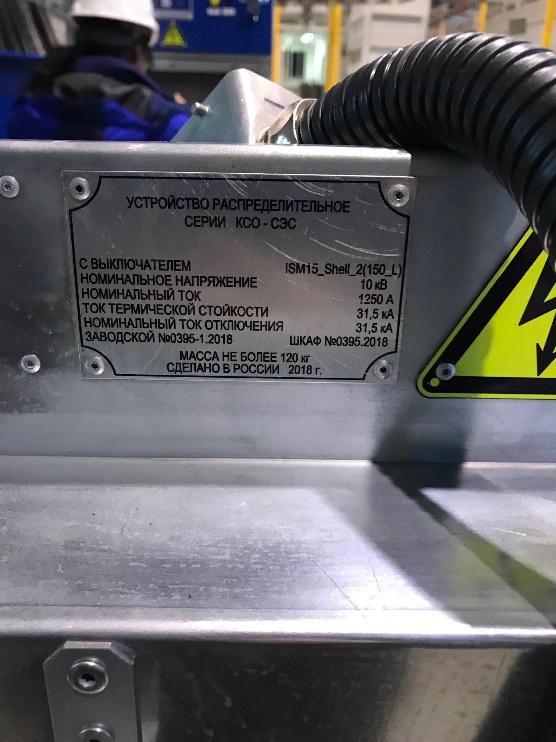 УСТРОЙСТВО РАСПРЕДЕЛИТЕЛЬНОЕ
СЕРИИ КСО - СЭС
С ВЫКЛЮЧАТЕЛЕМ ISM15_Shell_2(150_L)
НОМИНАЛЬНОЕ НАПРЯЖЕНИЕ 10 кВ
НОМИНАЛЬНЫЙ ТОК 1250 А
ТОК ТЕРМИЧЕСКОЙ СТОЙКОСТИ 31,5 кА
НОМИНАЛЬНЫЙ ТОК ОТКЛЮЧЕНИЯ 31,5 кА
ЗАВОДСКОЙ №0395-1.2018 ШКАФ №0395.2018
МАССА НЕ БОЛЕЕ 120 кг
СДЕЛАНО В РОССИИ 2018 г.